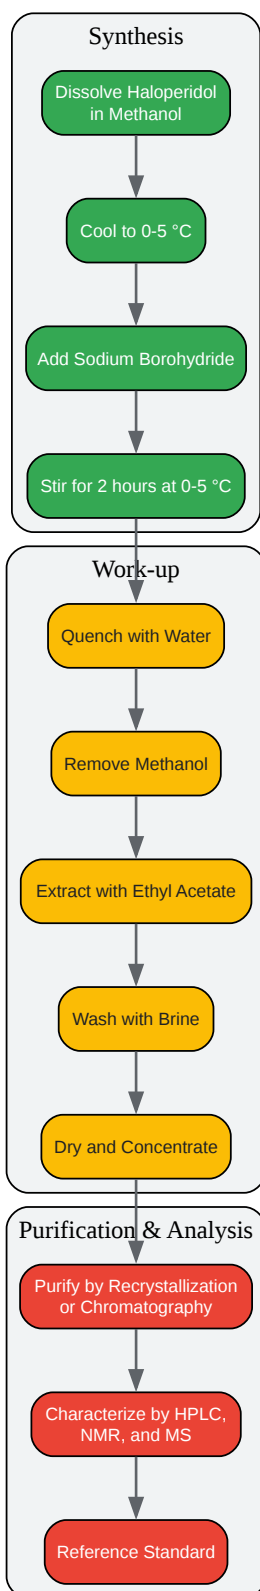 Synthesis
Dissolve Haloperidol
in Methanol
Cool to 0-5 °C
Add Sodium Borohydride
Stir for 2 hours at 0-5 °C
Work-up
Quench with Water
Remove Methanol
Extract with Ethyl Acetate
Wash with Brine
Dry and Concentrate
Purification & Analysis
Purify by Recrystallization
or Chromatography
Characterize by HPLC,
NMR, and MS
Reference Standard